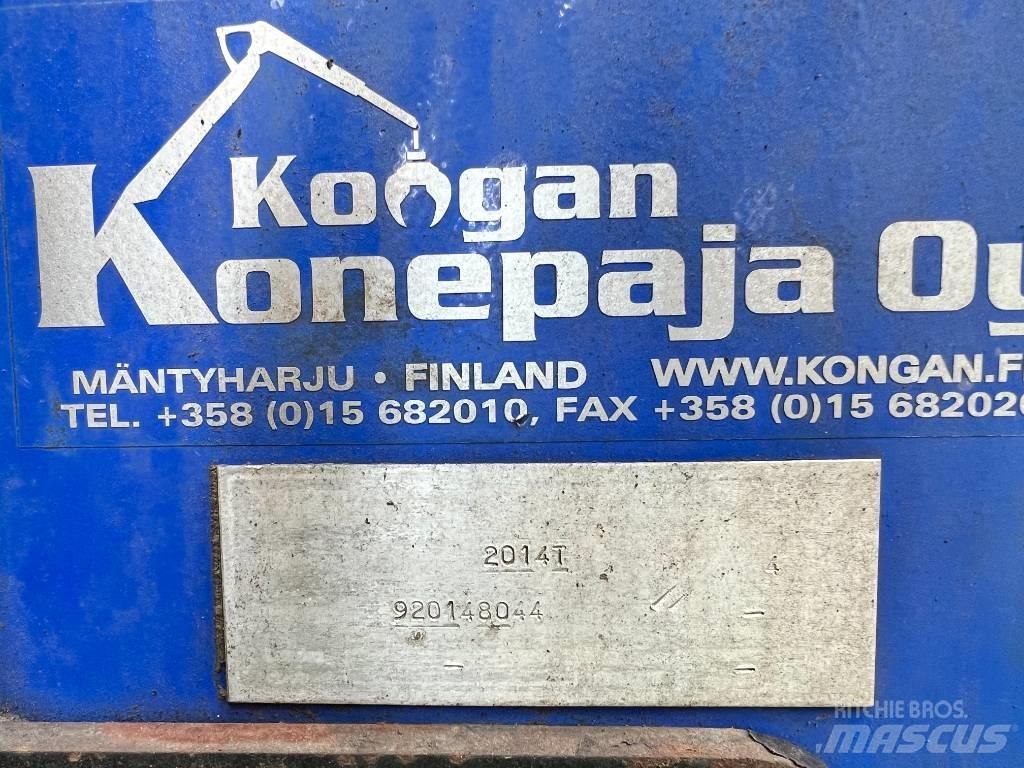 Kongan
Konepaja Oy
MÄNTYHARJU • FINLAND WWW.KONGAN.F
TEL. +358 (0)15 682010, FAX +358 (0)15 682020
2014T 4
920148044 -
- -
RITCHIE BROS.
MASCUS